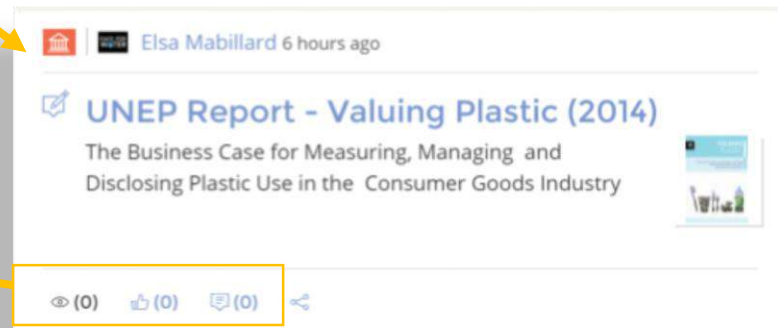 Elsa Mabillard 6 hours ago
UNEP Report - Valuing Plastic (2014)
The Business Case for Measuring, Managing and
Disclosing Plastic Use in the Consumer Goods Industry
(0) (0) (0)